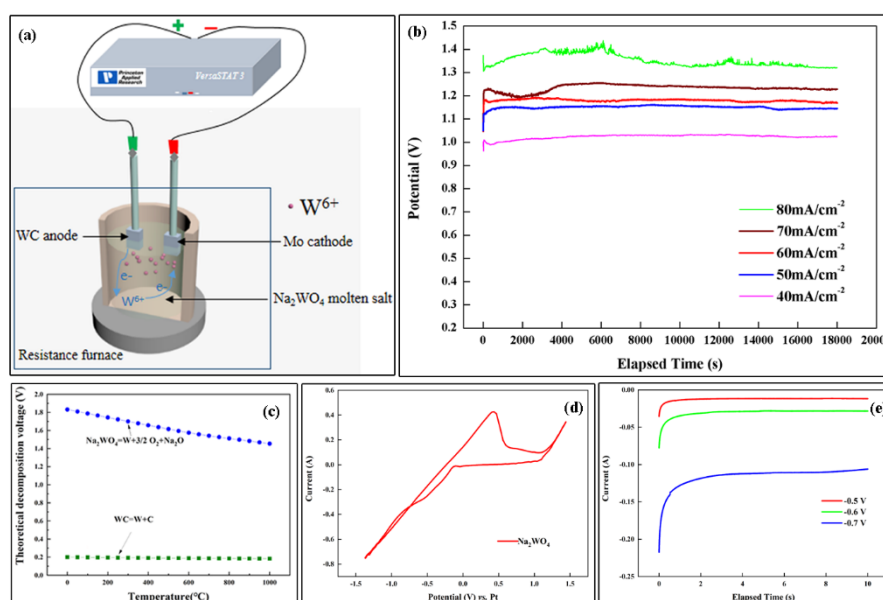 (a)
+
−
Princeton
Applied
Research
VersaSTAT 3
W6+
WC anode
Mo cathode
e-
e-
W6+
Na2WO4 molten salt
Resistance furnace
(b)
Potential (V)
1.5
1.4
1.3
1.2
1.1
1.0
0.9
0.8
0.7
0.6
0.5
0.4
0.3
0.2
80mA/cm-2
70mA/cm-2
60mA/cm-2
50mA/cm-2
40mA/cm-2
0 2000 4000 6000 8000 10000 12000 14000 16000 18000 2000
Elapsed Time (s)
(c)
Theoretical decomposition voltage (V)
2.0
1.8
1.6
1.4
1.2
1.0
0.8
0.6
0.4
0.2
0.0
Na2WO4=W+3/2 O2+Na2O
WC=W+C
0 200 400 600 800 1000
Temperature(°C)
(d)
Current (A)
0.6
0.4
0.2
0.0
-0.2
-0.4
-0.6
-0.8
Na2WO4
-1.5 -1.0 -0.5 0.0 0.5 1.0 1.5
Potential (V) vs. Pt
(e)
Current (A)
0.00
-0.05
-0.10
-0.15
-0.20
-0.25
-0.5 V
-0.6 V
-0.7 V
0 2 4 6 8 10
Elapsed Time (s)